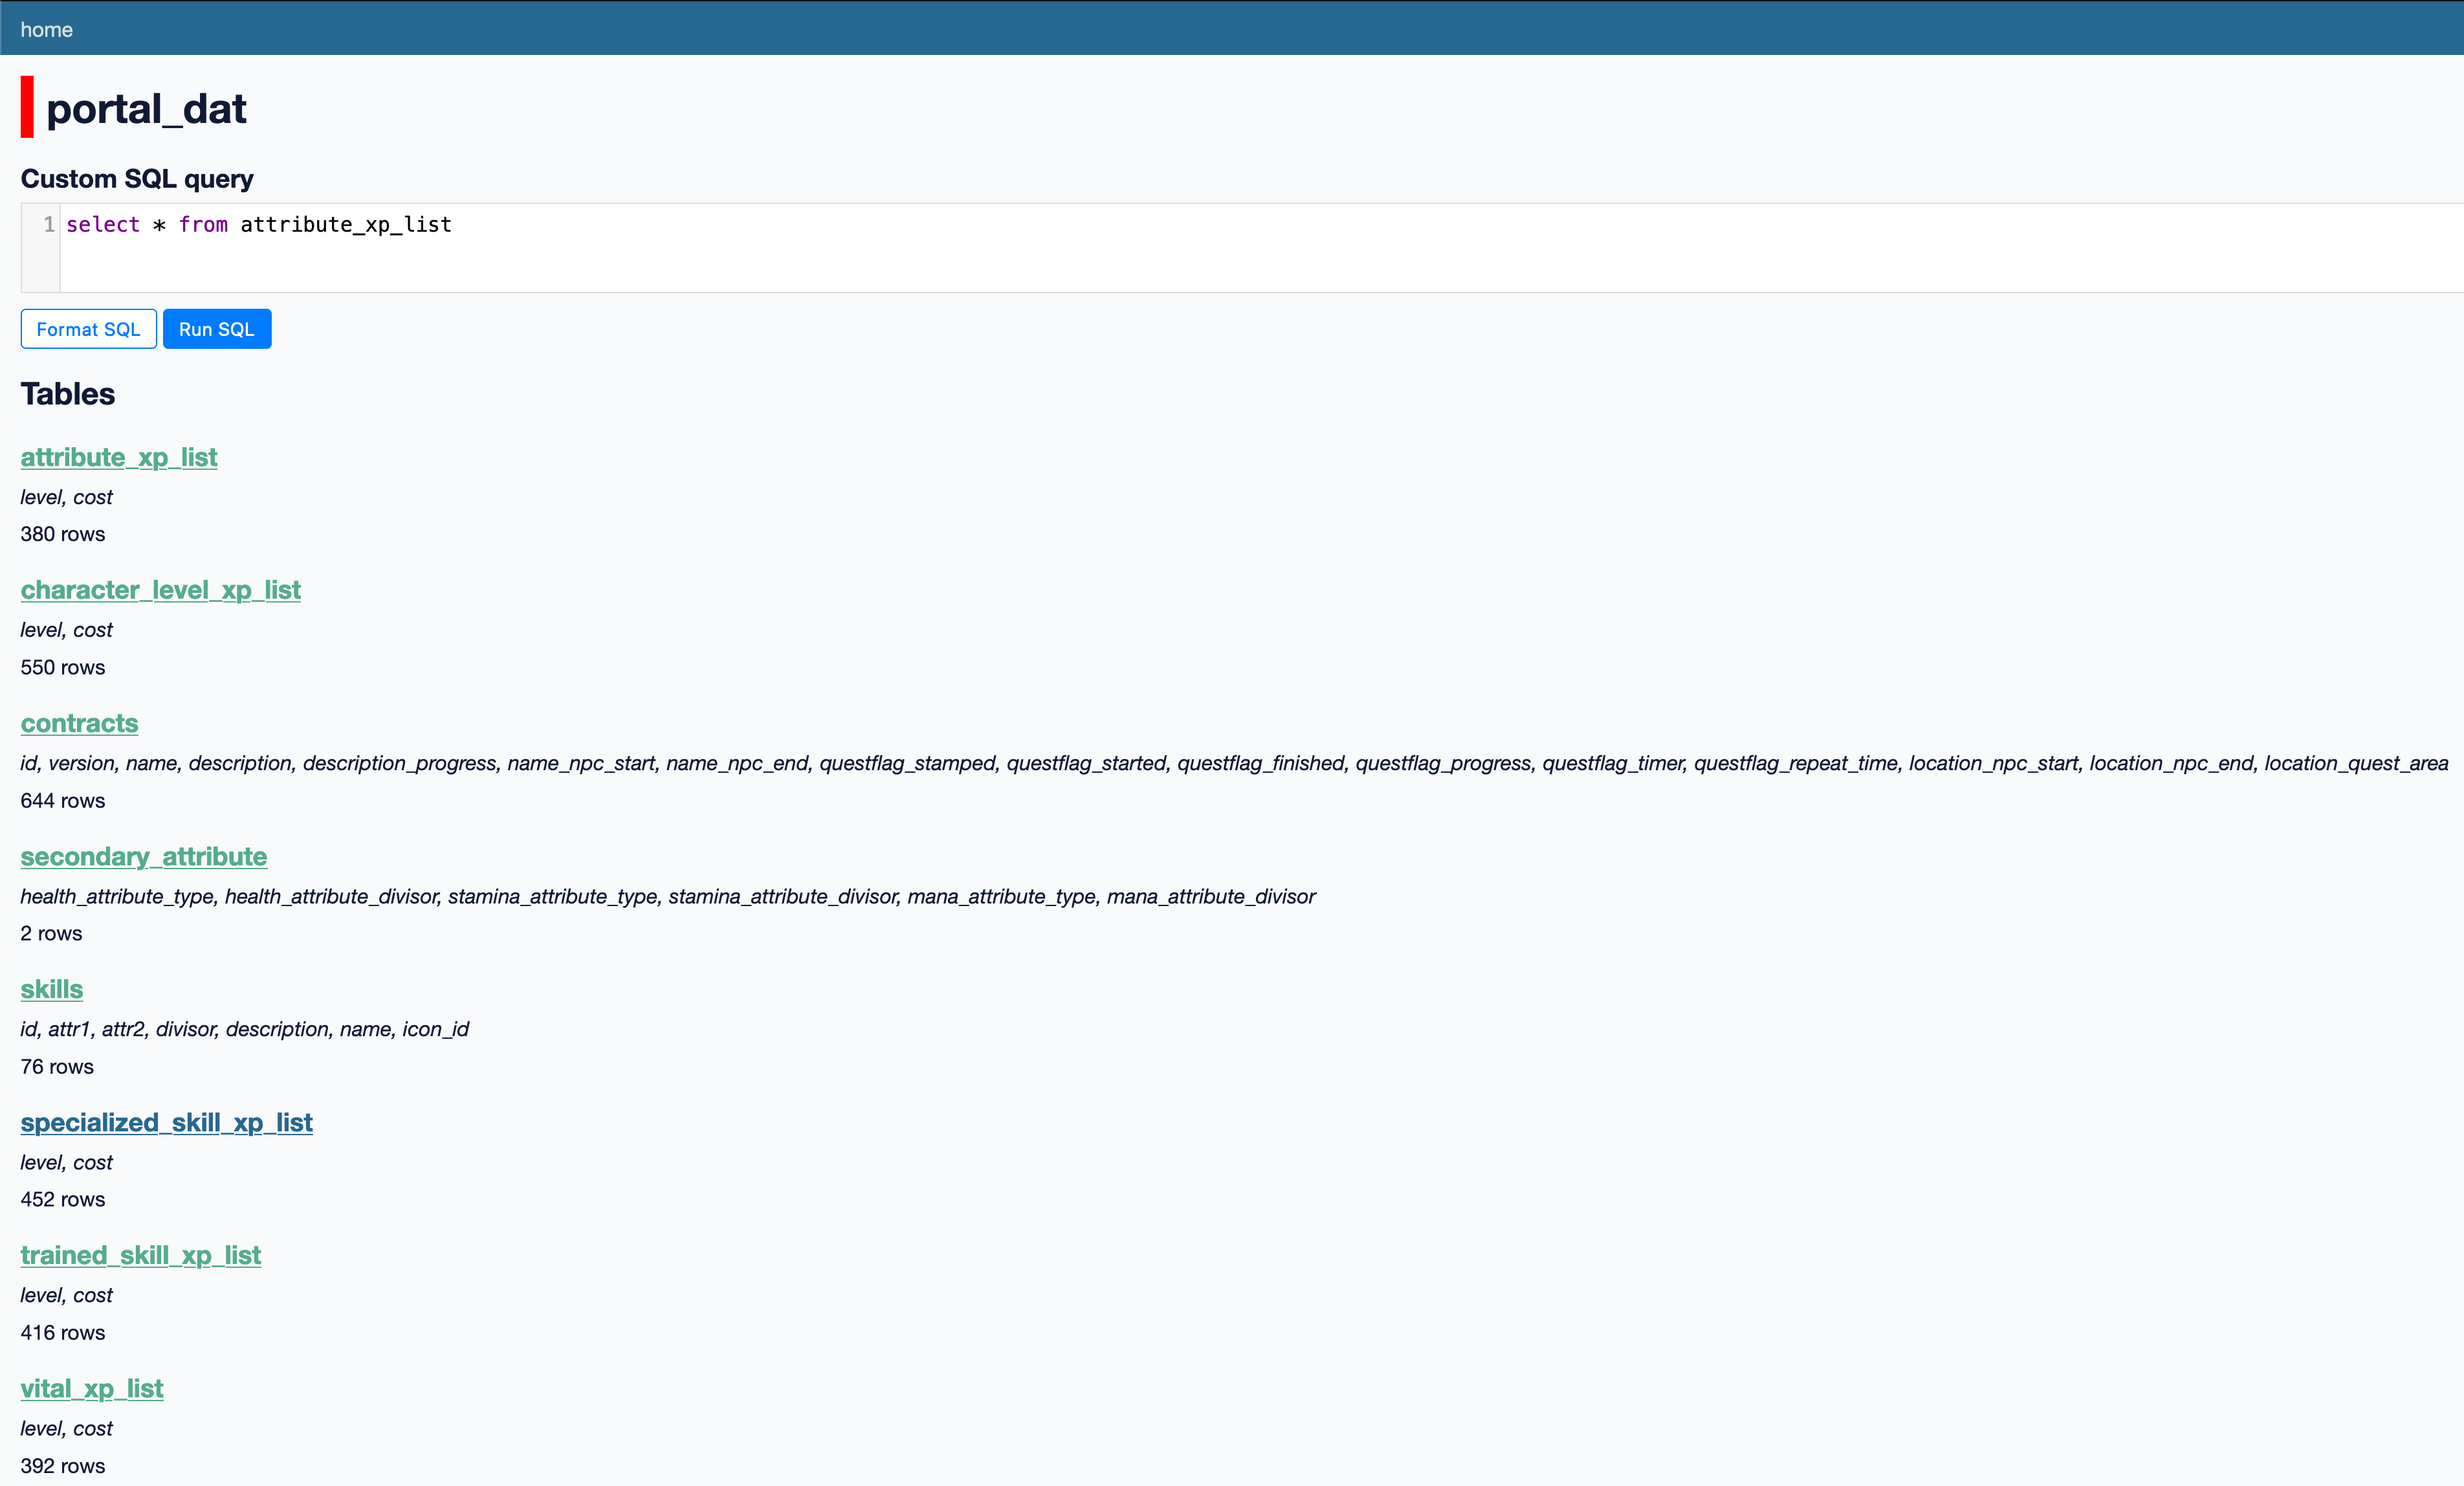 home
portal_dat
Custom SQL query
1 select * from attribute_xp_list
Format SQL Run SQL
Tables
attribute_xp_list
level, cost
380 rows
character_level_xp_list
level, cost
550 rows
contracts
id, version, name, description, description_progress, name_npc_start, name_npc_end, questflag_stamped, questflag_started, questflag_finished, questflag_progress, questflag_timer, questflag_repeat_time, location_npc_start, location_npc_end, location_quest_area
644 rows
secondary_attribute
health_attribute_type, health_attribute_divisor, stamina_attribute_type, stamina_attribute_divisor, mana_attribute_type, mana_attribute_divisor
2 rows
skills
id, attr1, attr2, divisor, description, name, icon_id
76 rows
specialized_skill_xp_list
level, cost
452 rows
trained_skill_xp_list
level, cost
416 rows
vital_xp_list
level, cost
392 rows